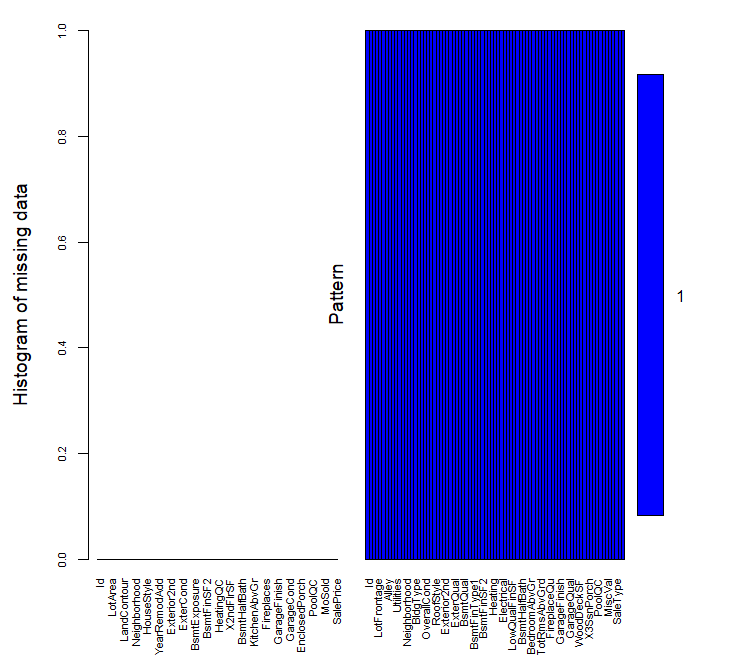 Histogram of missing data
1.0
0.8
0.6
0.4
0.2
0.0
Id
LotArea
LandContour
Neighborhood
HouseStyle
YearRemodAdd
Exterior2nd
ExterCond
BsmtExposure
BsmtFinSF2
HeatingQC
X2ndFlrSF
BsmtHalfBath
KitchenAbvGr
Fireplaces
GarageFinish
GarageCond
EnclosedPorch
PoolQC
MoSold
SalePrice
Pattern
Id
LotFrontage
Alley
Utilities
Neighborhood
BldgType
OverallCond
RoofStyle
Exterior2nd
ExterQual
BsmtQual
BsmtFinType1
BsmtFinSF2
Heating
Electrical
LowQualFinSF
BsmtHalfBath
BedroomAbvGr
TotRmsAbvGrd
FireplaceQu
GarageFinish
GarageQual
WoodDeckSF
X3SsnPorch
PoolQC
MiscVal
SaleType
1